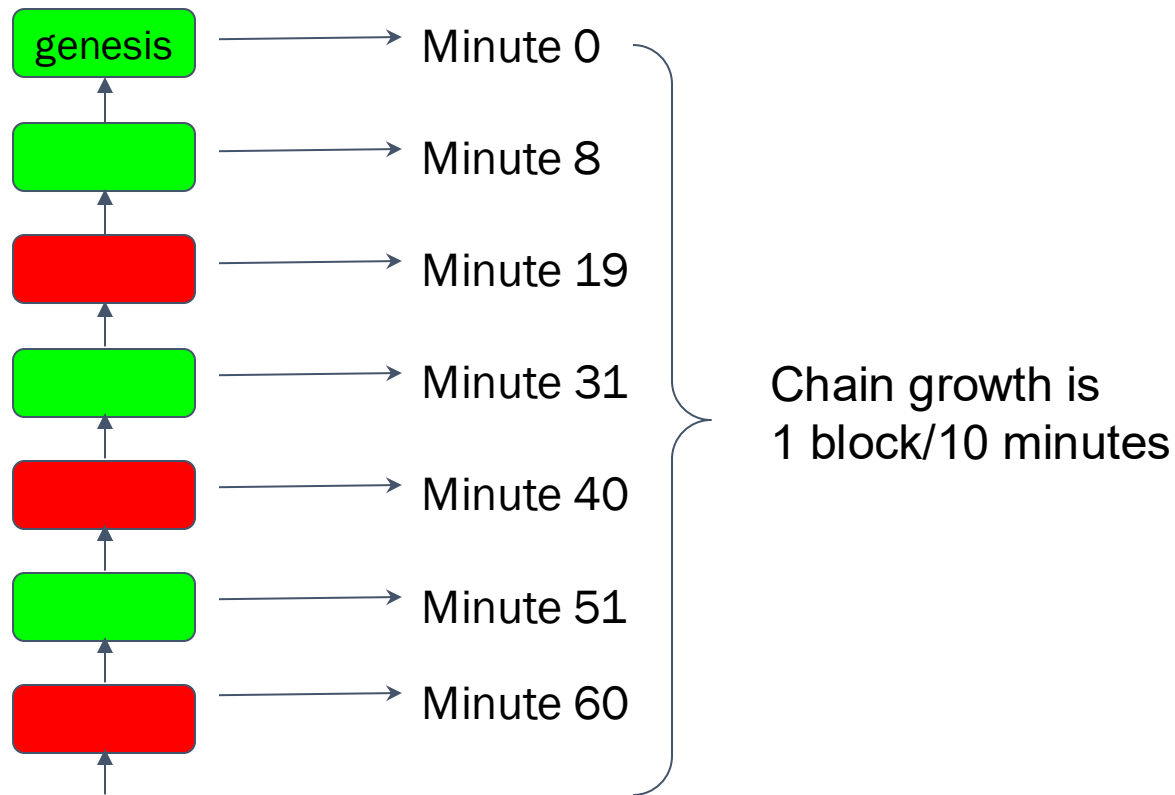 genesis
Minute 0
Minute 8
Minute 19
Minute 31
Minute 40
Minute 51
Minute 60
Chain growth is
1 block/10 minutes